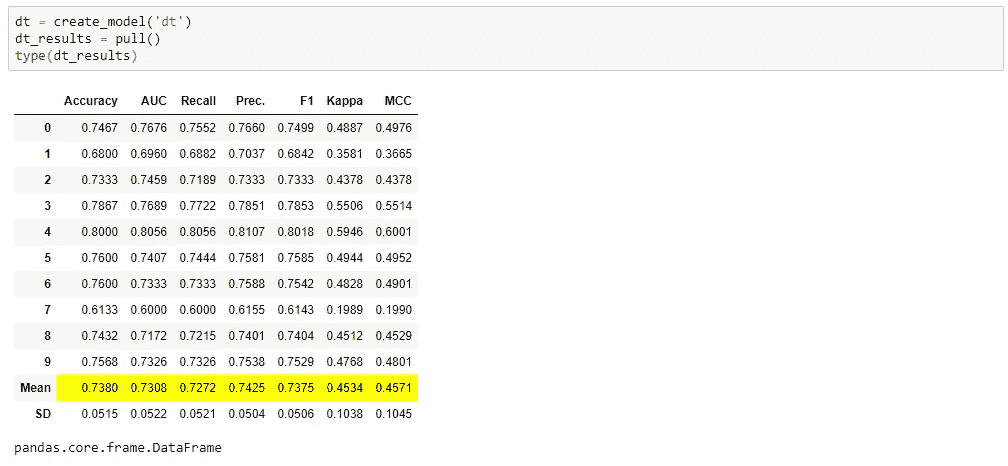 dt = create_model('dt')
dt_results = pull()
type(dt_results)
Accuracy AUC Recall Prec. F1 Kappa MCC
0 0.7467 0.7676 0.7552 0.7660 0.7499 0.4887 0.4976
1 0.6800 0.6960 0.6882 0.7037 0.6842 0.3581 0.3665
2 0.7333 0.7459 0.7189 0.7333 0.7333 0.4378 0.4378
3 0.7867 0.7689 0.7722 0.7851 0.7853 0.5506 0.5514
4 0.8000 0.8056 0.8056 0.8107 0.8018 0.5946 0.6001
5 0.7600 0.7407 0.7444 0.7581 0.7585 0.4944 0.4952
6 0.7600 0.7333 0.7333 0.7588 0.7542 0.4828 0.4901
7 0.6133 0.6000 0.6000 0.6155 0.6143 0.1989 0.1990
8 0.7432 0.7172 0.7215 0.7401 0.7404 0.4512 0.4529
9 0.7568 0.7326 0.7326 0.7538 0.7529 0.4768 0.4801
Mean 0.7380 0.7308 0.7272 0.7425 0.7375 0.4534 0.4571
SD 0.0515 0.0522 0.0521 0.0504 0.0506 0.1038 0.1045
pandas.core.frame.DataFrame